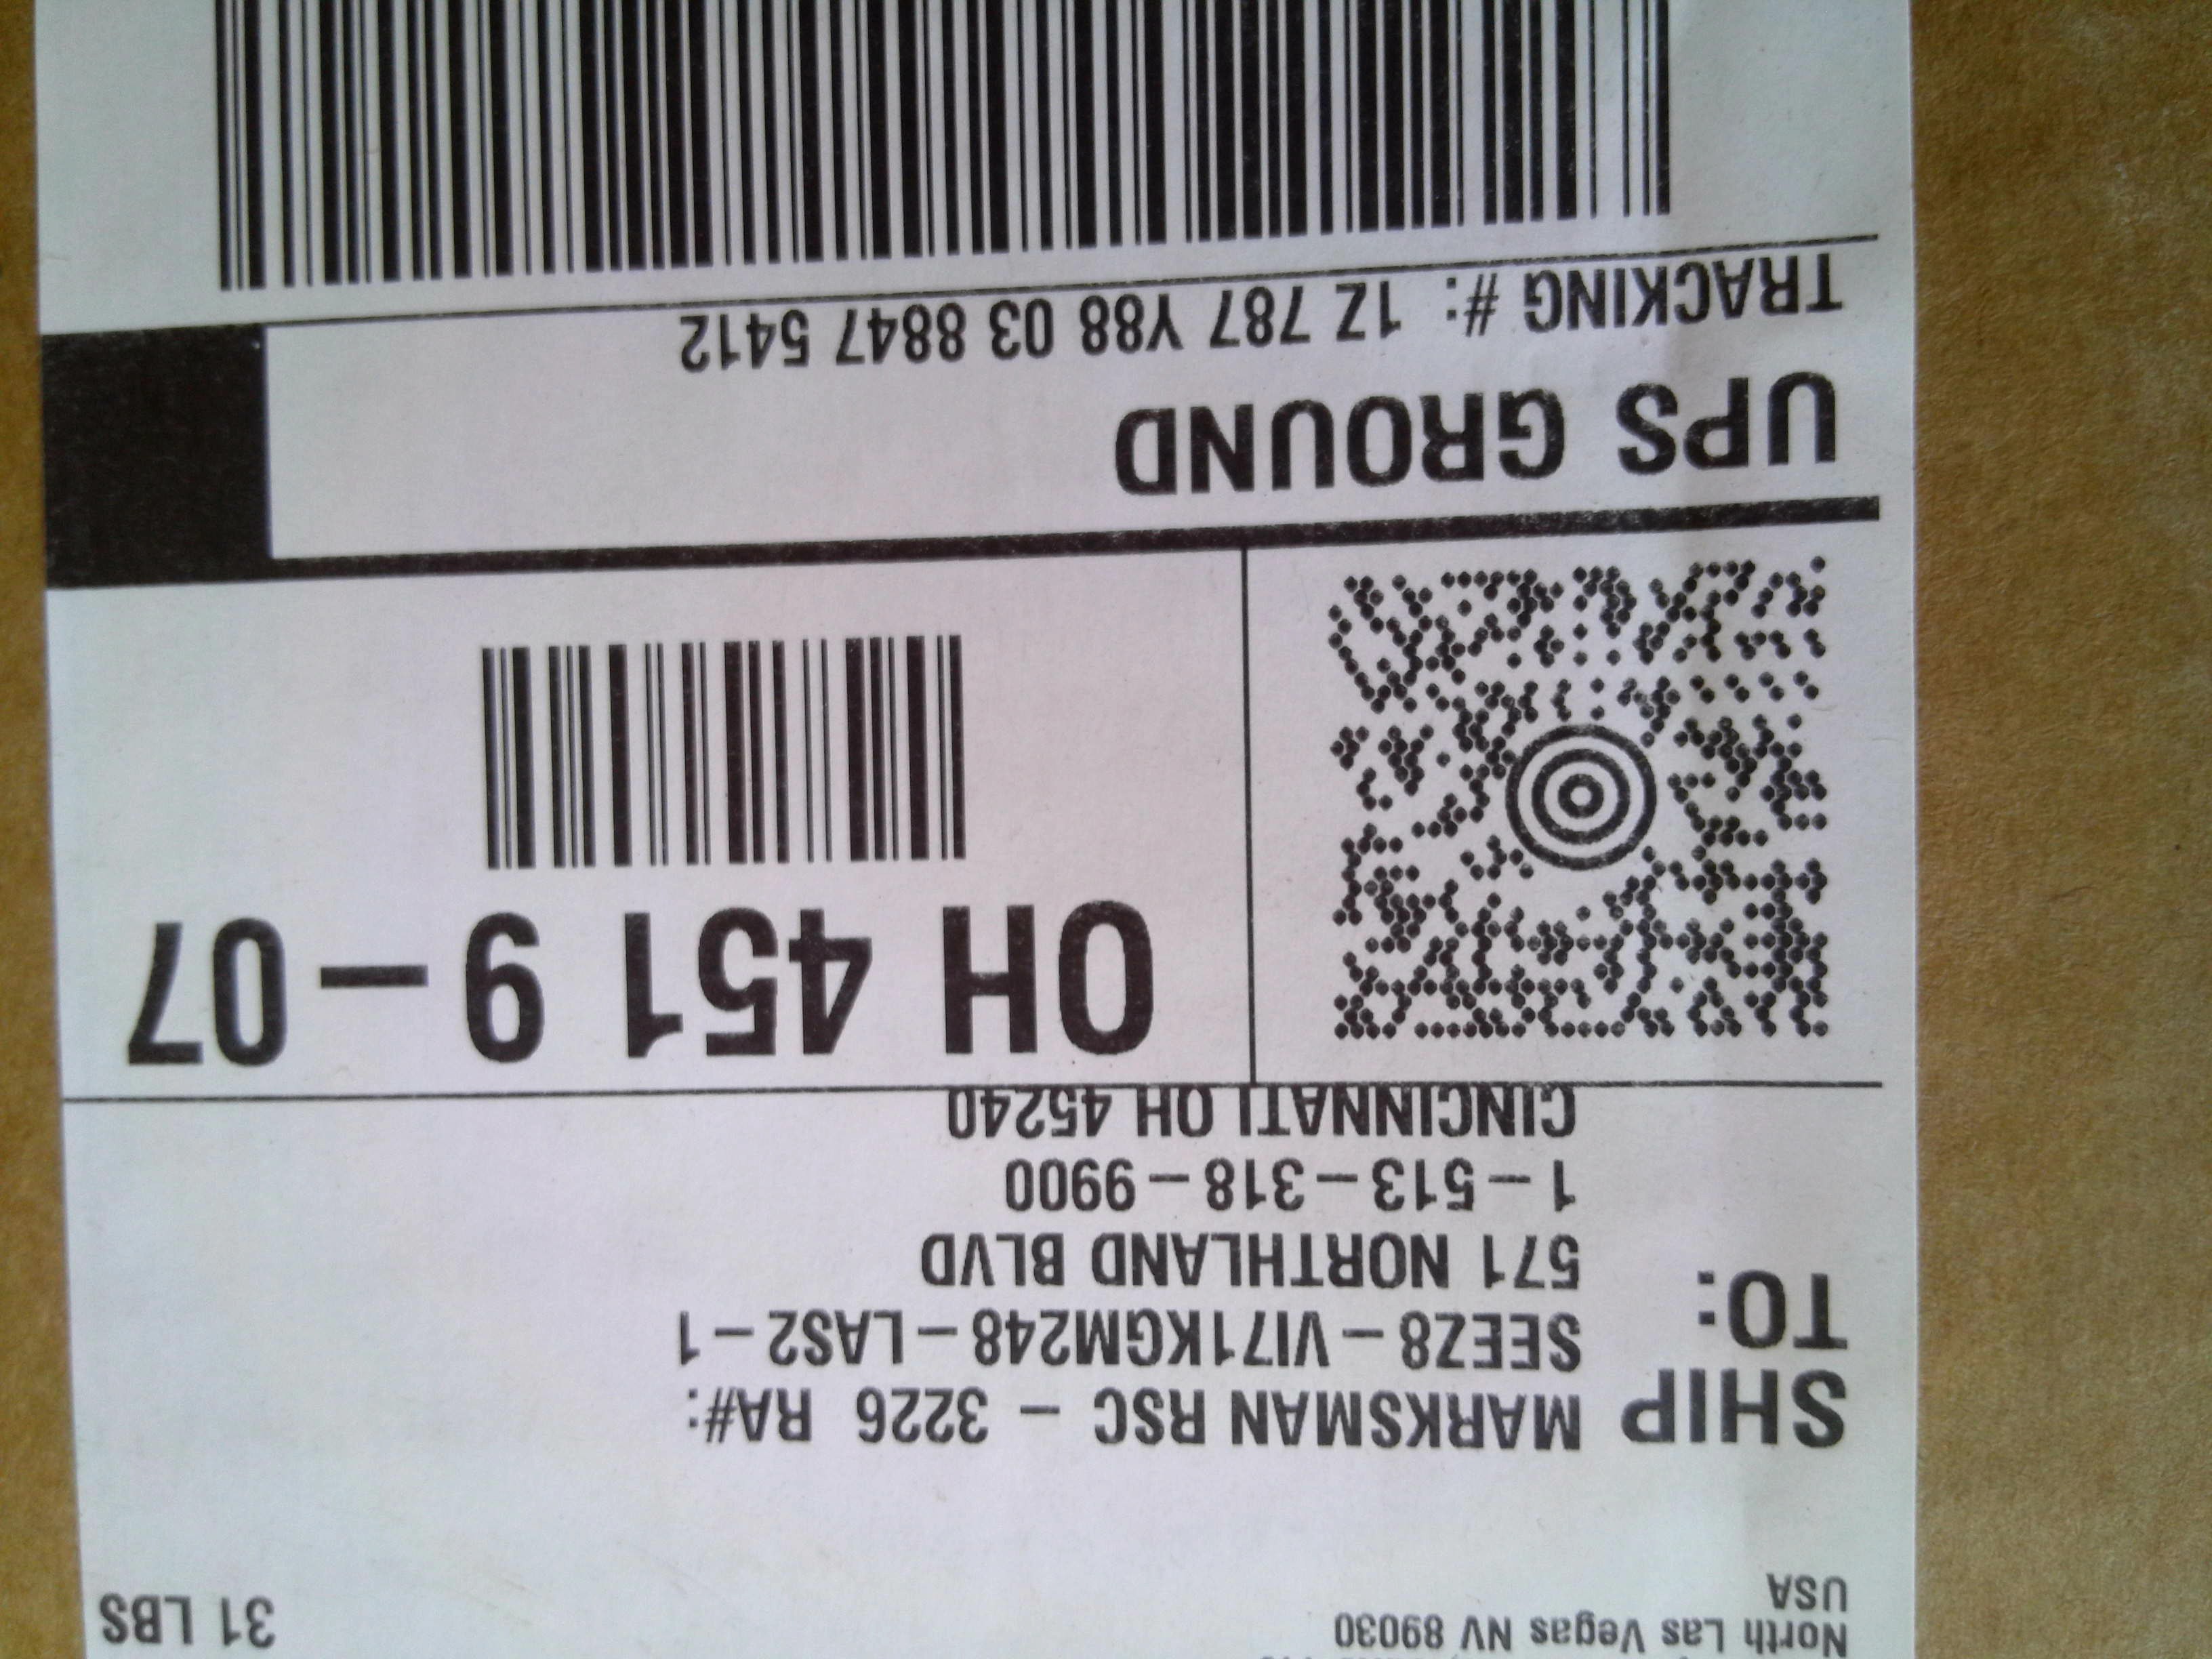 North Las Vegas NV 89030
USA
31 LBS
SHIP
TO:
MARKSMAN RSC - 3226 RA#:
SEEZ8-VI71KGM248-LAS2-1
571 NORTHLAND BLVD
1-513-318-9900
CINCINNATI OH 45240
OH 451 9-07
UPS GROUND
TRACKING #: 1Z 787 Y88 03 8847 5412